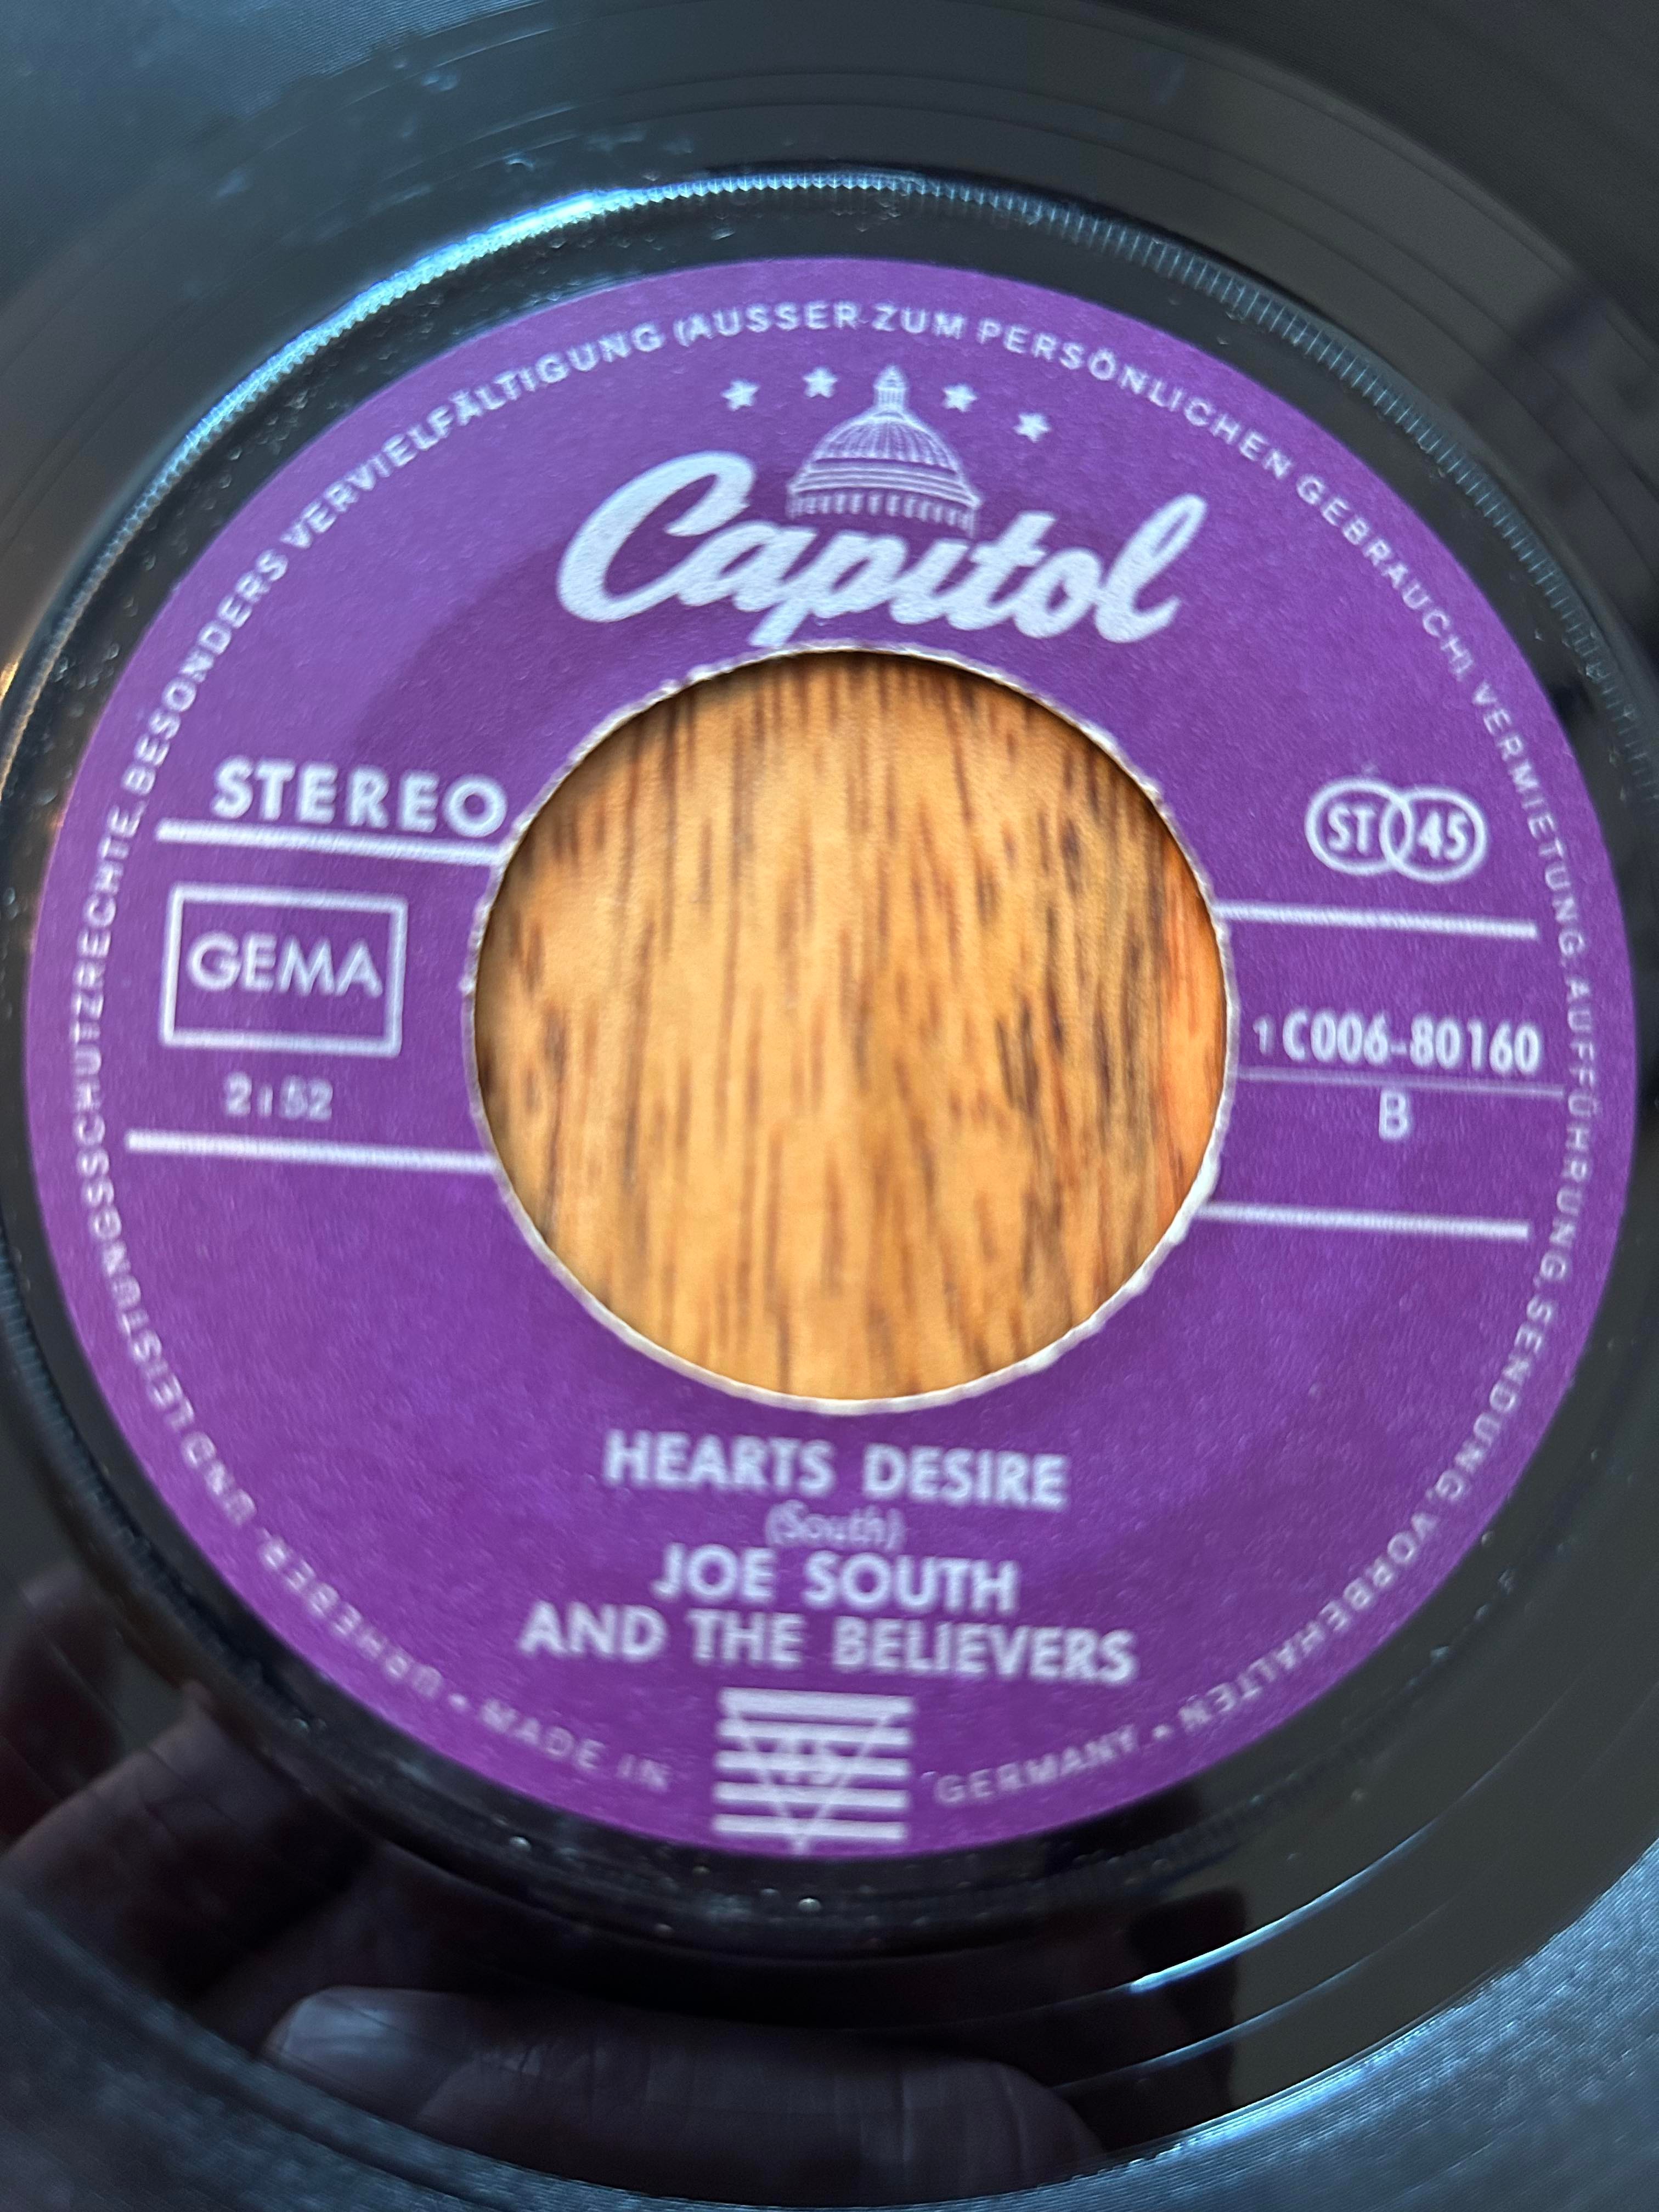 URHEBER- UND LEISTUNGSSCHUTZRECHTE, BESONDERS VERVIELFÄLTIGUNG (AUSSER ZUM PERSÖNLICHEN GEBRAUCH), VERMIETUNG, AUFFÜHRUNG, SENDUNG, VORBEHALTEN •
Capitol
STEREO
ST 45
GEMA
1 C006-80160
2:52
B
HEARTS DESIRE
(South)
JOE SOUTH
AND THE BELIEVERS
45
• MADE IN GERMANY •